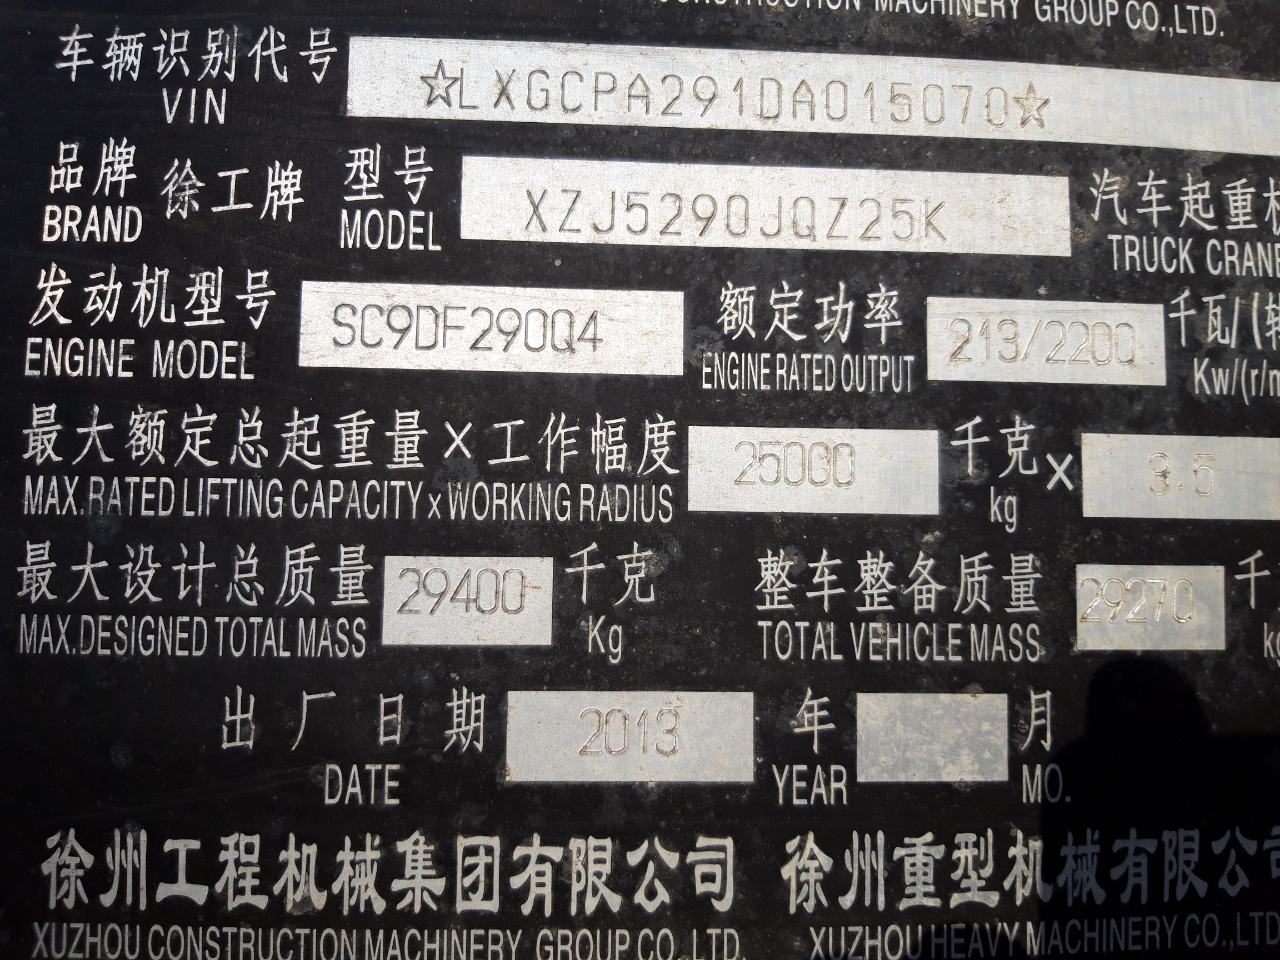 CONSTRUCTION MACHINERY GROUP CO.,LTD.
车辆识别代号 ☆LXGCPA291DA015070☆
VIN
品牌 徐工牌 型号 XZJ5290JQZ25K 汽车起重机
BRAND MODEL TRUCK CRANE
发动机型号 SC9DF290Q4 额定功率 213/2200 千瓦/(转
ENGINE MODEL ENGINE RATED OUTPUT Kw/(r/m
最大额定总起重量×工作幅度 25000 千克 × 3.5
MAX.RATED LIFTING CAPACITY x WORKING RADIUS kg
最大设计总质量 29400 千克 整车整备质量 29270 千
MAX.DESIGNED TOTAL MASS Kg TOTAL VEHICLE MASS
出厂日期 2013 年 月
DATE YEAR MO.
徐州工程机械集团有限公司 徐州重型机械有限公司
XUZHOU CONSTRUCTION MACHINERY GROUP CO.,LTD. XUZHOU HEAVY MACHINERY CO.,LTD